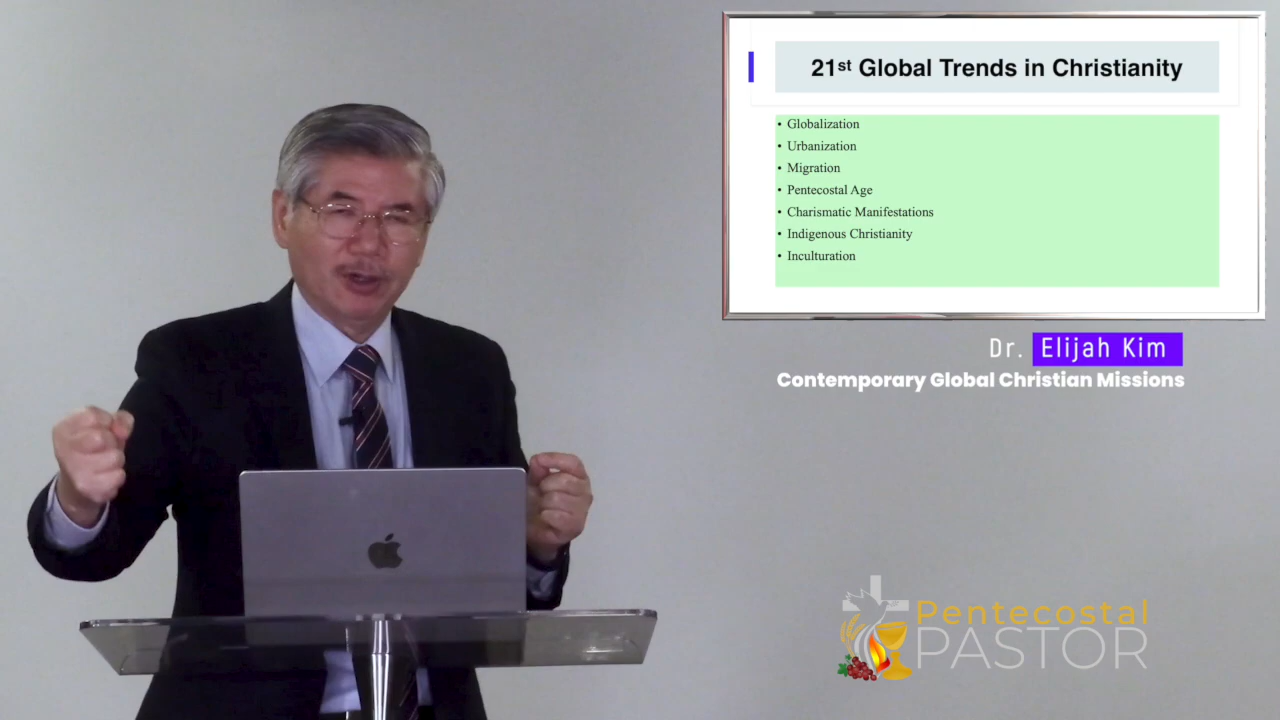 21st Global Trends in Christianity
• Globalization
• Urbanization
• Migration
• Pentecostal Age
• Charismatic Manifestations
• Indigenous Christianity
• Inculturation
Dr. Elijah Kim
Contemporary Global Christian Missions
Pentecostal
PASTOR